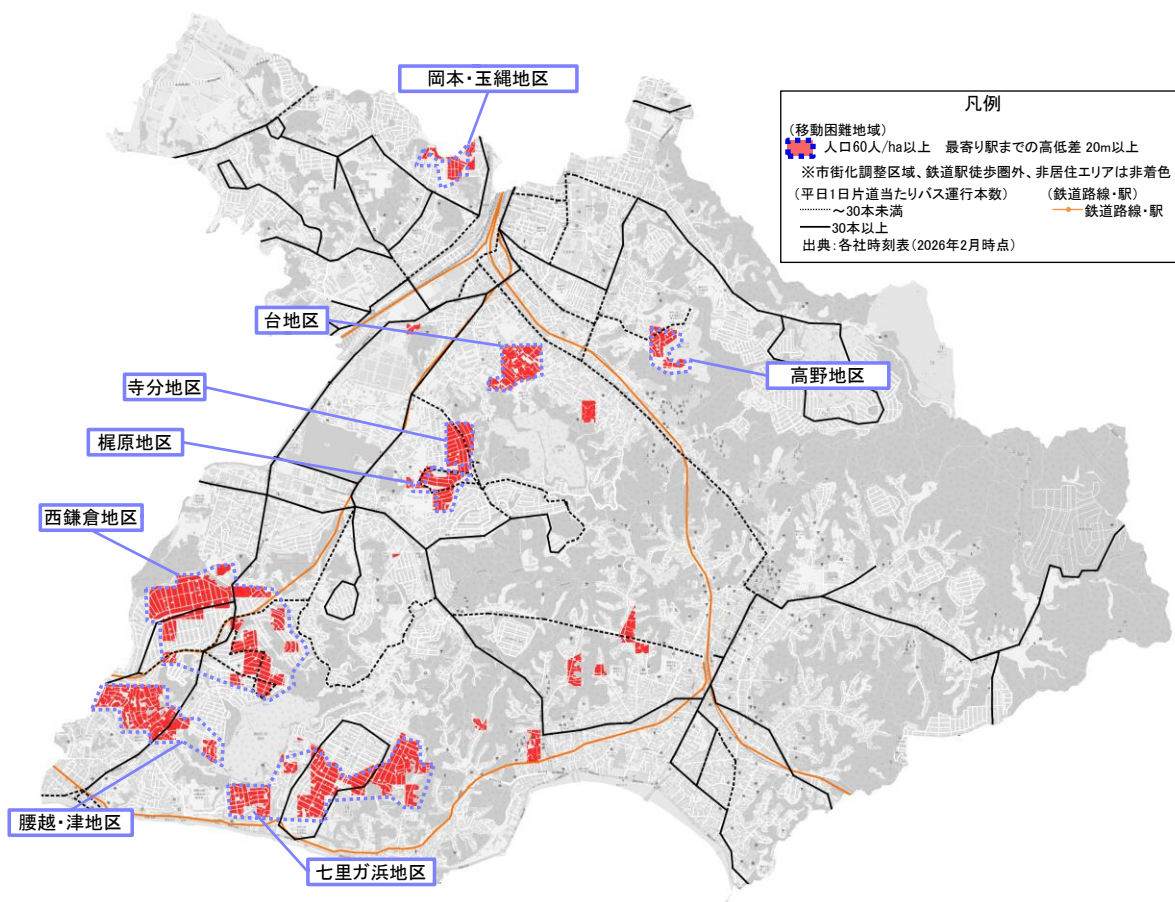 岡本・玉縄地区
凡例
(移動困難地域)
人口60人/ha以上 最寄り駅までの高低差 20m以上
※市街化調整区域、鉄道駅徒歩圏外、非居住エリアは非着色
(平日1日片道当たりバス運行本数) (鉄道路線・駅)
～30本未満 鉄道路線・駅
30本以上
出典:各社時刻表(2026年2月時点)
台地区
高野地区
寺分地区
梶原地区
西鎌倉地区
腰越・津地区
七里ガ浜地区